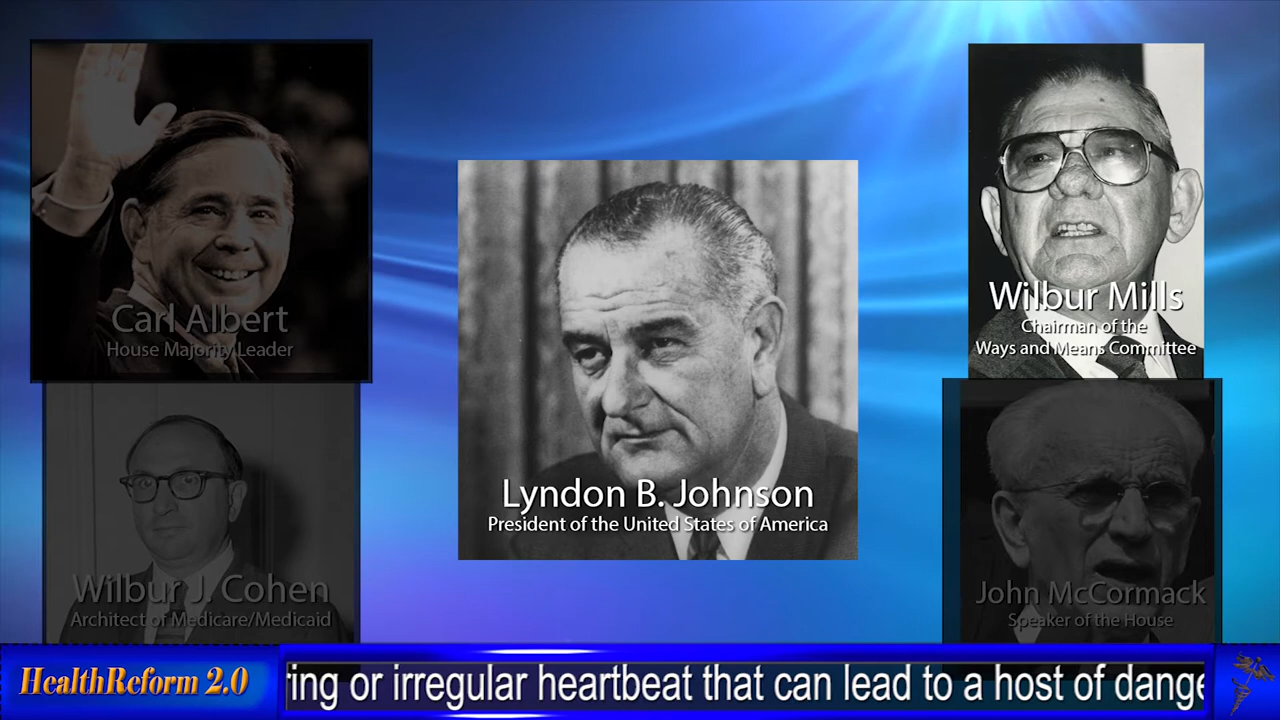 Carl Albert
House Majority Leader
Lyndon B. Johnson
President of the United States of America
Wilbur Mills
Chairman of the
Ways and Means Committee
Wilbur J. Cohen
Architect of Medicare/Medicaid
John McCormack
Speaker of the House
HealthReform 2.0
ring or irregular heartbeat that can lead to a host of dange